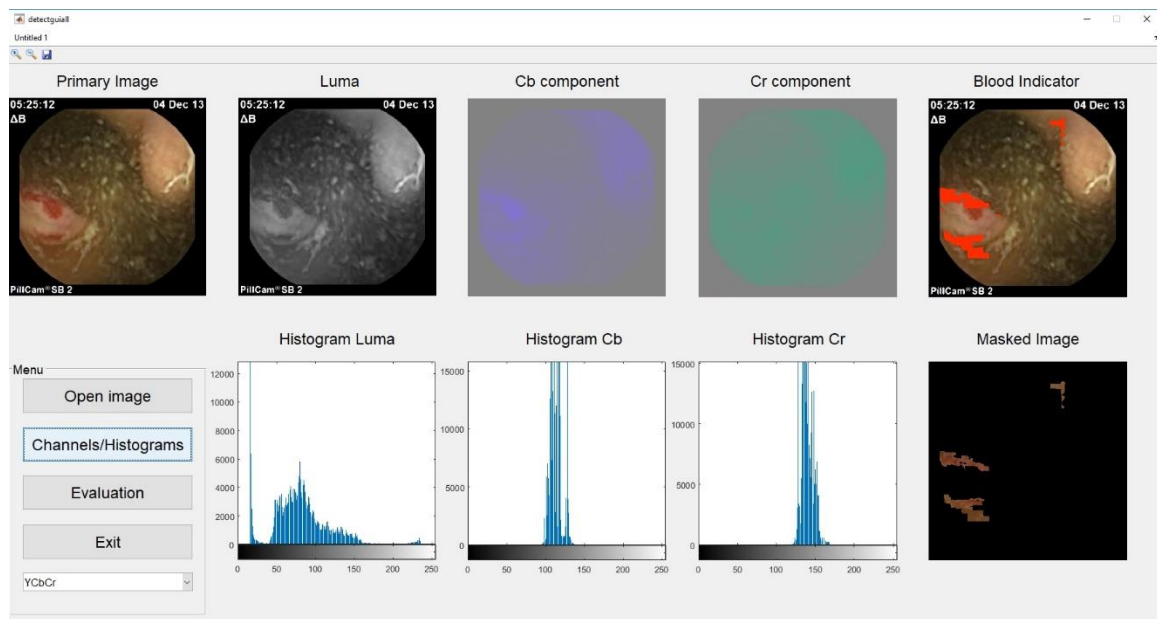 detectguiall
Untitled 1
Primary Image
Luma
Cb component
Cr component
Blood Indicator
05:25:12 04 Dec 13
ΔB
PillCam® SB 2
05:25:12 04 Dec 13
ΔB
PillCam® SB 2
05:25:12 04 Dec 13
ΔB
PillCam® SB 2
Histogram Luma
Histogram Cb
Histogram Cr
Masked Image
Menu
Open image
Channels/Histograms
Evaluation
Exit
YCbCr
12000
10000
8000
6000
4000
2000
0
0 50 100 150 200 250
15000
10000
5000
0
0 50 100 150 200 250
15000
10000
5000
0
0 50 100 150 200 250